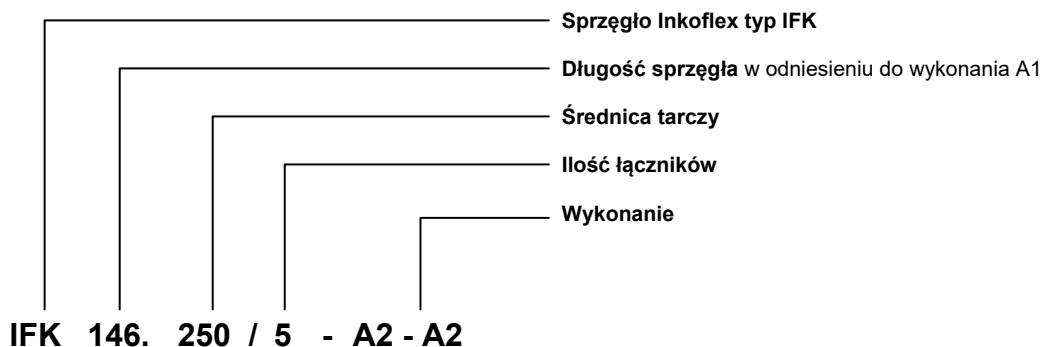 Sprzęgło Inkoflex typ IFK
Długość sprzęgła w odniesieniu do wykonania A1
Średnica tarczy
Ilość łączników
Wykonanie
IFK 146. 250 / 5 - A2 - A2